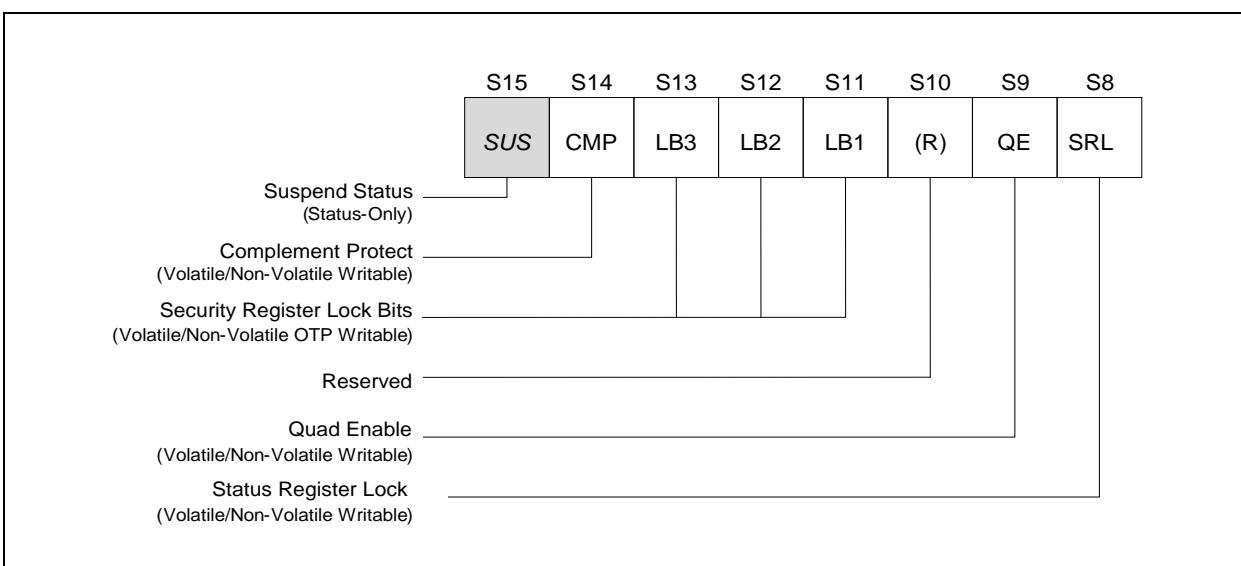 S15 S14 S13 S12 S11 S10 S9 S8
SUS CMP LB3 LB2 LB1 (R) QE SRL
Suspend Status
(Status-Only)
Complement Protect
(Volatile/Non-Volatile Writable)
Security Register Lock Bits
(Volatile/Non-Volatile OTP Writable)
Reserved
Quad Enable
(Volatile/Non-Volatile Writable)
Status Register Lock
(Volatile/Non-Volatile Writable)